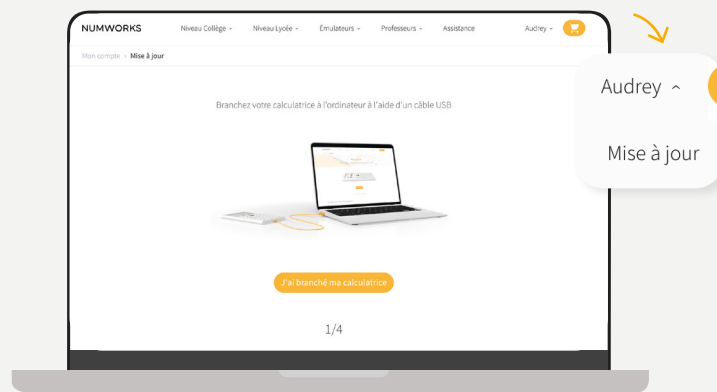 NUMWORKS
Niveau Collège
Niveau Lycée
Émulateurs
Professeurs
Assistance
Audrey
Mon compte > Mise à jour
Branchez votre calculatrice à l'ordinateur à l'aide d'un câble USB
J'ai branché ma calculatrice
1/4
Audrey
Mise à jour